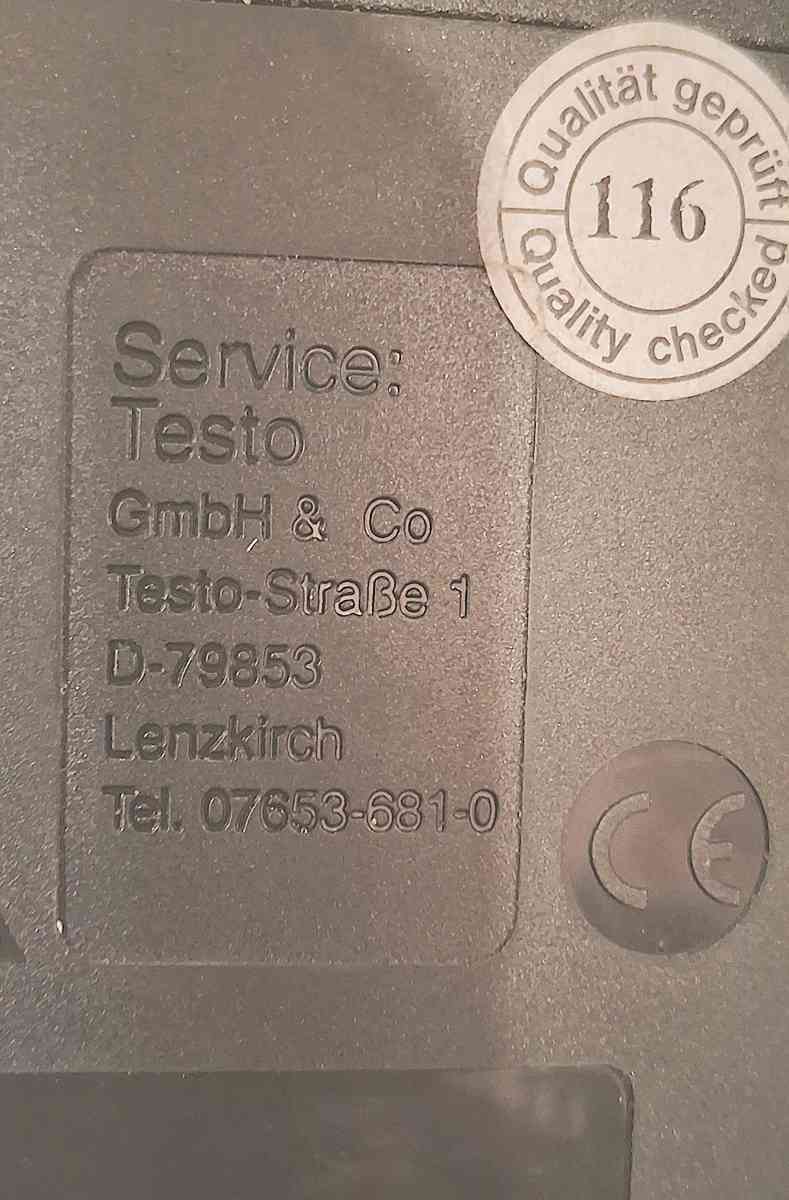 Qualität geprüft
116
Quality checked
Service:
Testo
GmbH & Co
Testo-Straße 1
D-79853
Lenzkirch
Tel. 07653-681-0
CE